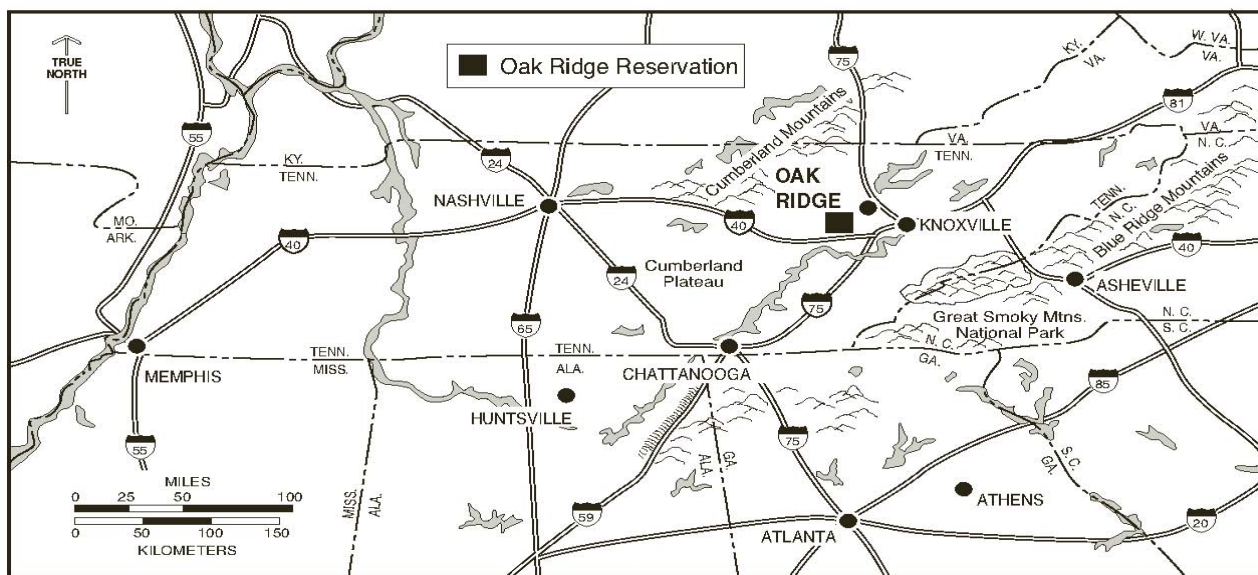 TRUE
NORTH
Oak Ridge Reservation
75
KY.
VA.
W. VA.
VA.
81
55
24
Cumberland Mountains
VA.
TENN.
VA.
N. C.
KY.
TENN.
OAK
RIDGE
NASHVILLE
MO.
ARK.
40
40
KNOXVILLE
TENN.
N. C.
Blue Ridge Mountains
40
Cumberland
Plateau
24
ASHEVILLE
65
75
Great Smoky Mtns.
National Park
N. C.
S. C.
MEMPHIS
TENN.
MISS.
TENN.
ALA.
CHATTANOOGA
N. C.
GA.
85
HUNTSVILLE
55
75
GA.
ALA.
S. C.
GA.
MILES
0 25 50 100
0 50 100 150
KILOMETERS
MISS.
ALA.
59
ATLANTA
ATHENS
20